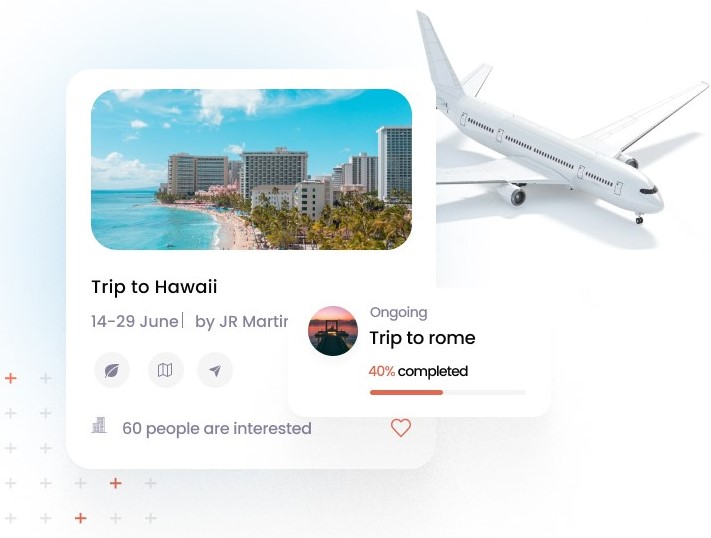 Trip to Hawaii
14-29 June| by JR Martin
Ongoing
Trip to rome
40% completed
60 people are interested